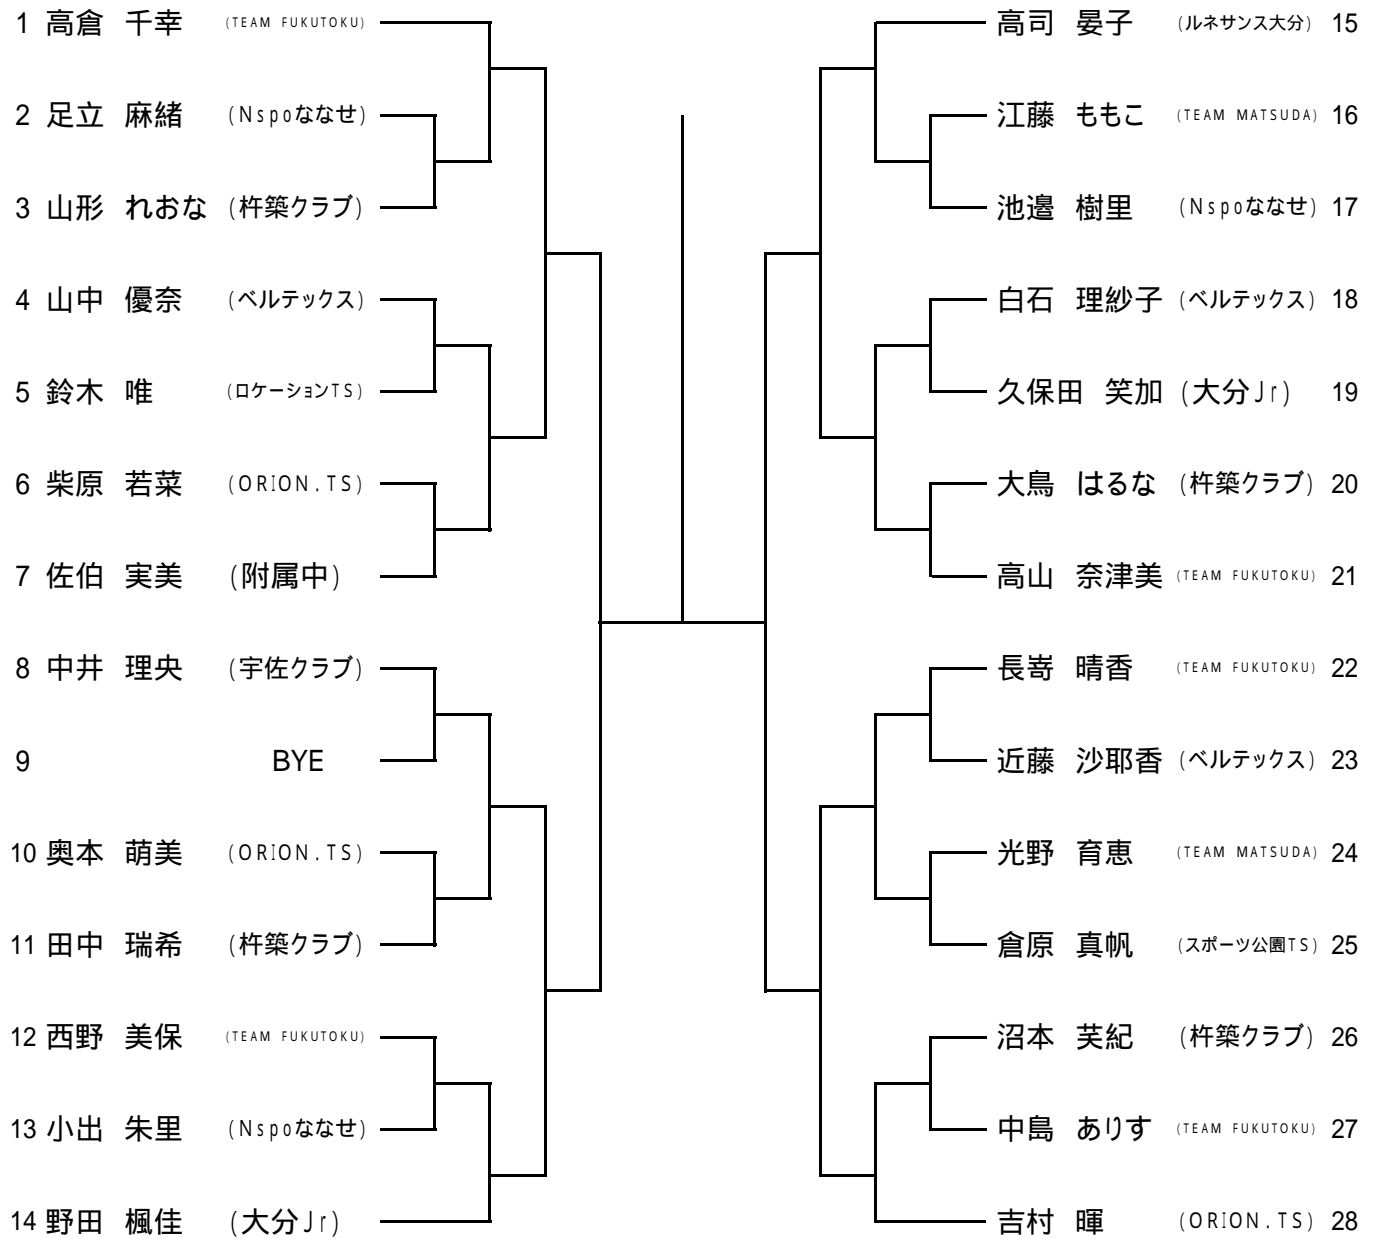 1 高倉 千幸 (TEAM FUKUTOKU)
2 足立 麻緒 (Nspoななせ)
3 山形 れおな (杵築クラブ)
4 山中 優奈 (ベルテックス)
5 鈴木 唯 (ロケーションTS)
6 柴原 若菜 (ORION.TS)
7 佐伯 実美 (附属中)
8 中井 理央 (宇佐クラブ)
9 BYE
10 奥本 萌美 (ORION.TS)
11 田中 瑞希 (杵築クラブ)
12 西野 美保 (TEAM FUKUTOKU)
13 小出 朱里 (Nspoななせ)
14 野田 楓佳 (大分Jr)
高司 晏子 (ルネサンス大分) 15
江藤 ももこ (TEAM MATSUDA) 16
池邉 樹里 (Nspoななせ) 17
白石 理紗子 (ベルテックス) 18
久保田 笑加 (大分Jr) 19
大鳥 はるな (杵築クラブ) 20
高山 奈津美 (TEAM FUKUTOKU) 21
長嵜 晴香 (TEAM FUKUTOKU) 22
近藤 沙耶香 (ベルテックス) 23
光野 育恵 (TEAM MATSUDA) 24
倉原 真帆 (スポーツ公園TS) 25
沼本 芙紀 (杵築クラブ) 26
中島 ありす (TEAM FUKUTOKU) 27
吉村 暉 (ORION.TS) 28